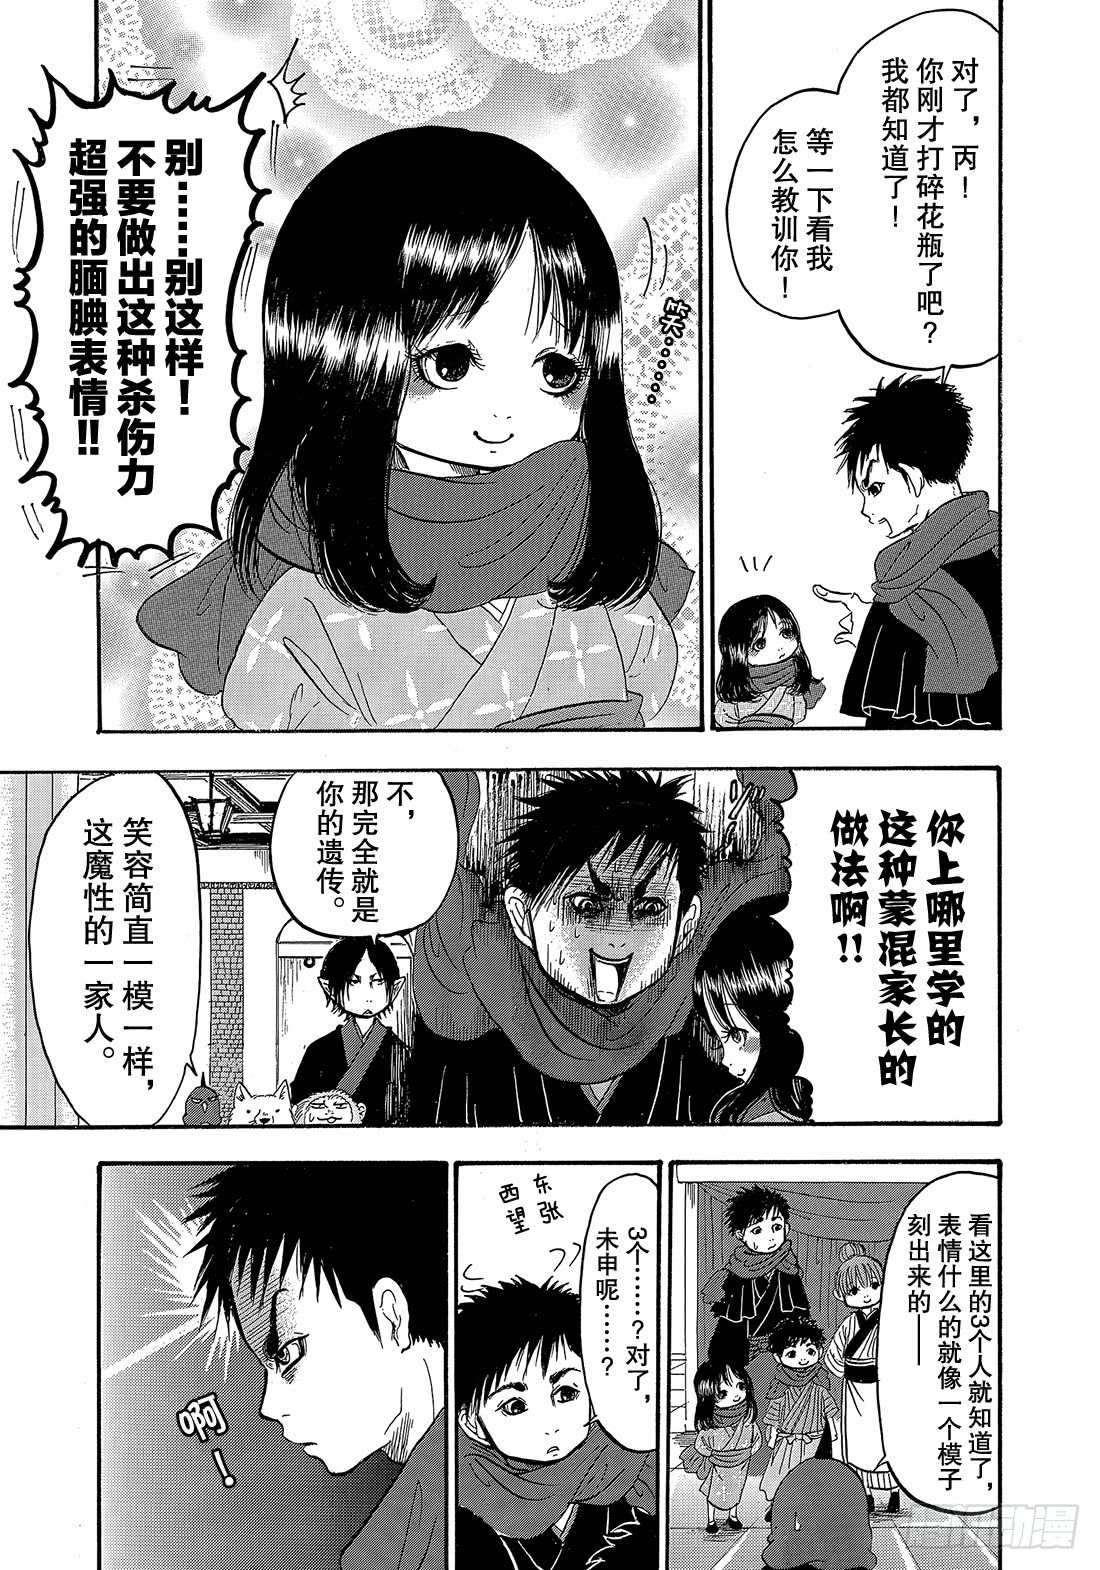 对了，丙！
你刚才打碎花瓶了吧？
我都知道了！
等一下看我
怎么教训你！
笑………
别……别这样！
不要做出这种杀伤力
超强的腼腆表情!!
你上哪里学的
这种蒙混家长的
做法啊!!
不，
那完全就是
你的遗传。
笑容简直一模一样，
这魔性的一家人。
看这里的3个人就知道了，
表情什么的就像一个模子
刻出来的——
3个……？对了，
未申呢……？
东张
西望
啊！